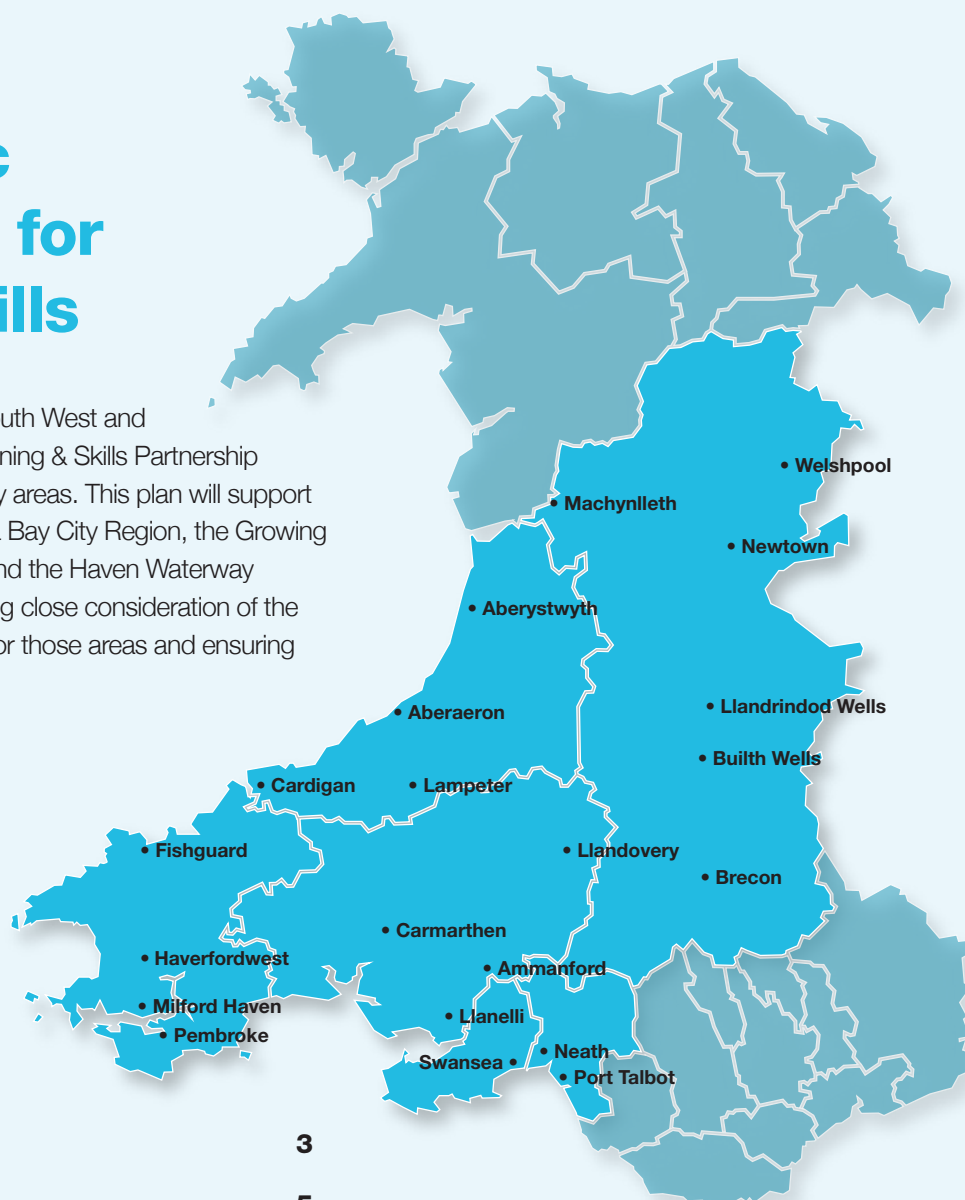 for
ills
uth West and
ning & Skills Partnership
y areas. This plan will support
Bay City Region, the Growing
nd the Haven Waterway
g close consideration of the
or those areas and ensuring
Welshpool
Machynlleth
Newtown
Aberystwyth
Llandrindod Wells
Aberaeron
Builth Wells
Cardigan
Lampeter
Fishguard
Llandovery
Brecon
Carmarthen
Haverfordwest
Ammanford
Milford Haven
Llanelli
Pembroke
Neath
Swansea
Port Talbot
3